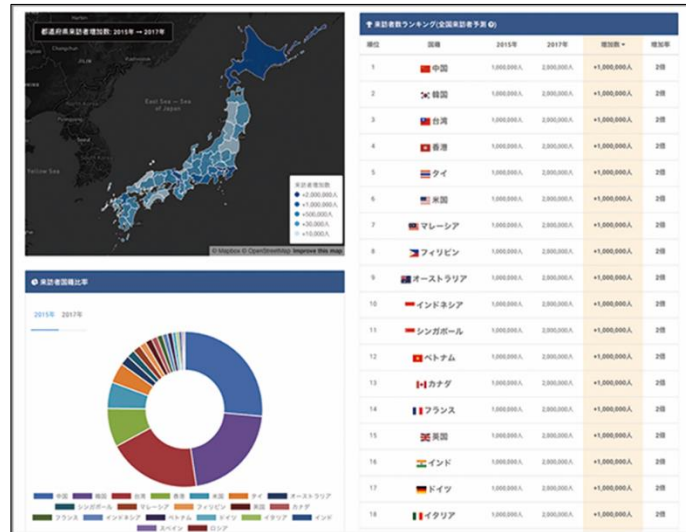 都道府県来訪者増加数: 2015年 → 2017年
East Sea — Sea
of Japan
Yellow Sea
来訪者増加数
+2,000,000人
+1,000,000人
+500,000人
+30,000人
+10,000人
© Mapbox © OpenStreetMap Improve this map
来訪者国籍比率
2015年 2017年
中国 韓国 台湾 香港 米国 タイ オーストラリア
シンガポール マレーシア フィリピン 英国 カナダ
フランス インドネシア ベトナム ドイツ イタリア インド
スペイン ロシア
来訪者数ランキング(全国来訪者予測)
順位 国籍 2015年 2017年 増加数 増加率
1 中国 1,000,000人 2,000,000人 +1,000,000人 2倍
2 韓国 1,000,000人 2,000,000人 +1,000,000人 2倍
3 台湾 1,000,000人 2,000,000人 +1,000,000人 2倍
4 香港 1,000,000人 2,000,000人 +1,000,000人 2倍
5 タイ 1,000,000人 2,000,000人 +1,000,000人 2倍
6 米国 1,000,000人 2,000,000人 +1,000,000人 2倍
7 マレーシア 1,000,000人 2,000,000人 +1,000,000人 2倍
8 フィリピン 1,000,000人 2,000,000人 +1,000,000人 2倍
9 オーストラリア 1,000,000人 2,000,000人 +1,000,000人 2倍
10 インドネシア 1,000,000人 2,000,000人 +1,000,000人 2倍
11 シンガポール 1,000,000人 2,000,000人 +1,000,000人 2倍
12 ベトナム 1,000,000人 2,000,000人 +1,000,000人 2倍
13 カナダ 1,000,000人 2,000,000人 +1,000,000人 2倍
14 フランス 1,000,000人 2,000,000人 +1,000,000人 2倍
15 英国 1,000,000人 2,000,000人 +1,000,000人 2倍
16 インド 1,000,000人 2,000,000人 +1,000,000人 2倍
17 ドイツ 1,000,000人 2,000,000人 +1,000,000人 2倍
18 イタリア 1,000,000人 2,000,000人 +1,000,000人 2倍